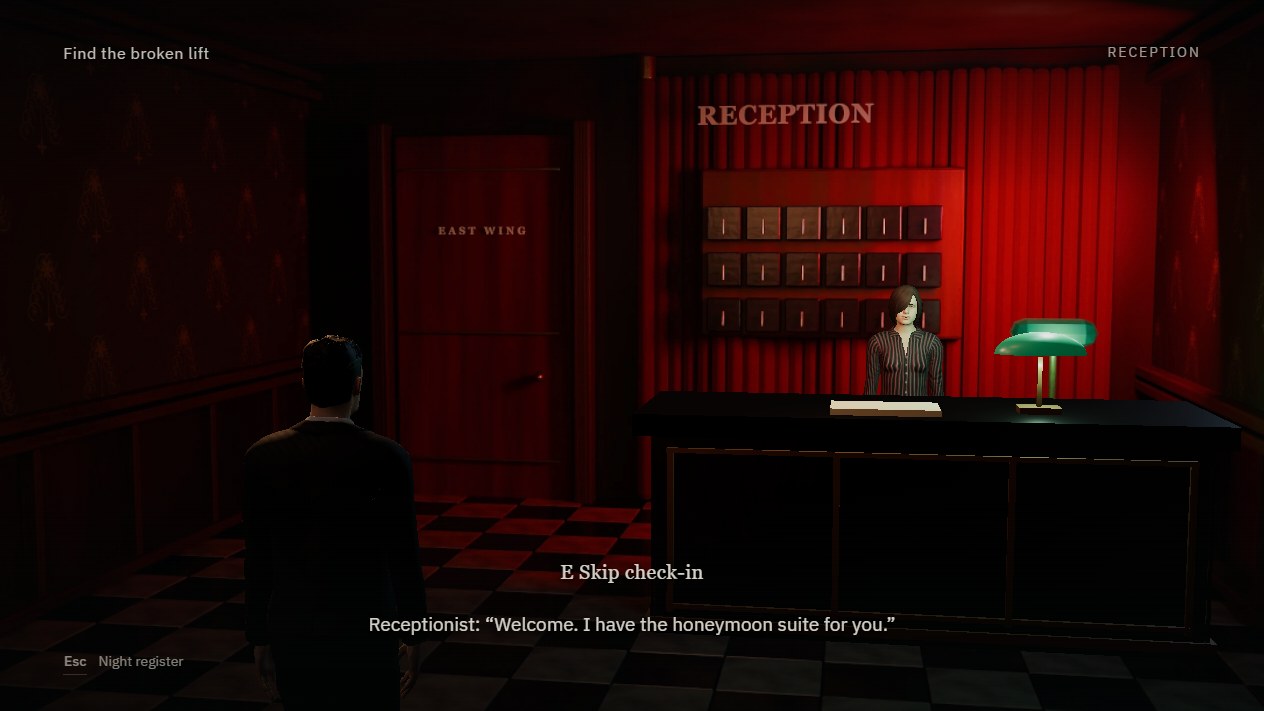 Find the broken lift
RECEPTION
RECEPTION
EAST WING
E Skip check-in
Receptionist: “Welcome. I have the honeymoon suite for you.”
Esc Night register